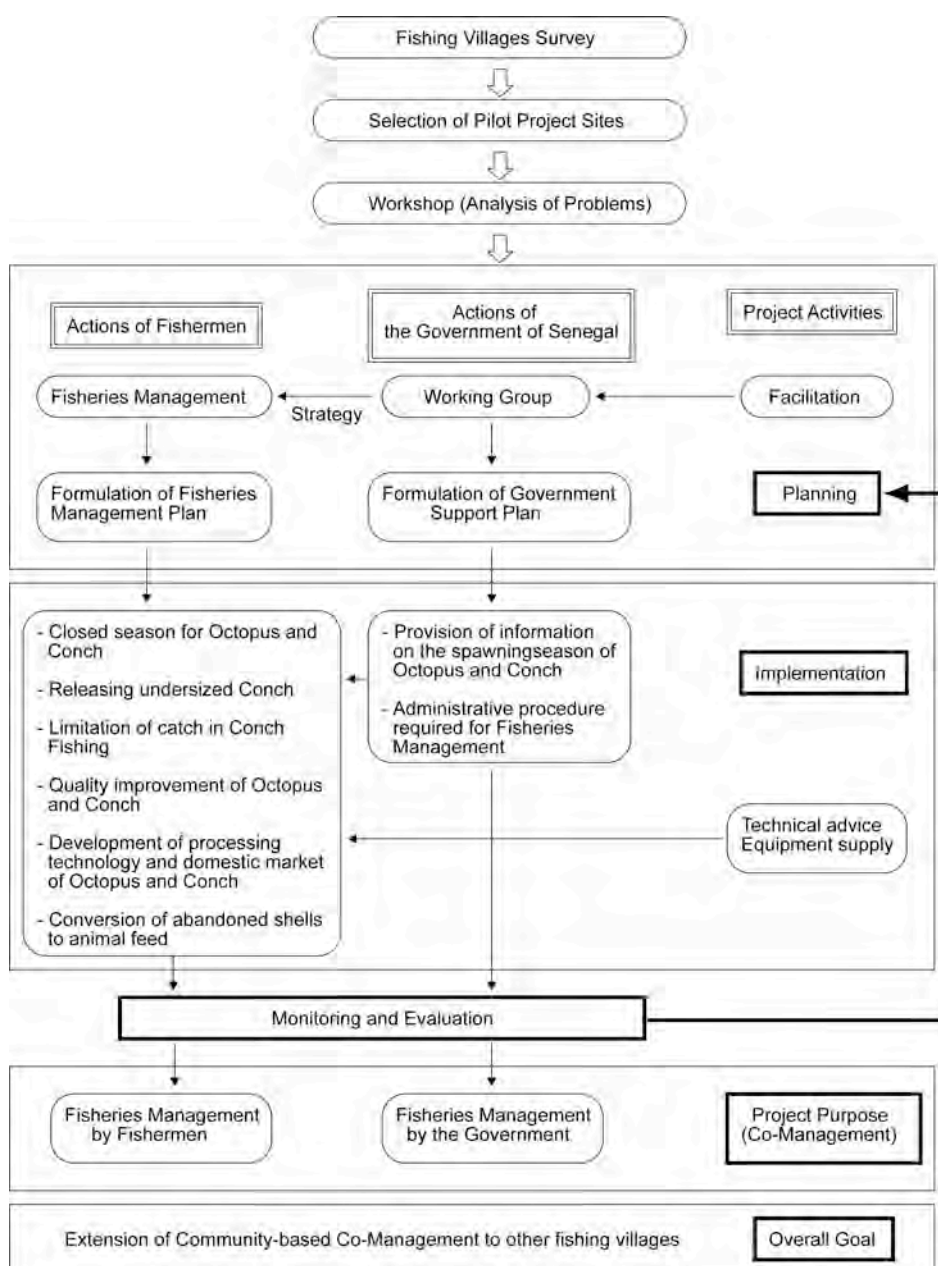 Fishing Villages Survey
Selection of Pilot Project Sites
Workshop (Analysis of Problems)
Actions of Fishermen
Actions of
the Government of Senegal
Project Activities
Fisheries Management
Strategy
Working Group
Facilitation
Formulation of Fisheries
Management Plan
Formulation of Government
Support Plan
Planning
- Closed season for Octopus and
Conch
- Releasing undersized Conch
- Limitation of catch in Conch
Fishing
- Quality improvement of Octopus
and Conch
- Development of processing
technology and domestic market
of Octopus and Conch
- Conversion of abandoned shells
to animal feed
- Provision of information
on the spawningseason of
Octopus and Conch
- Administrative procedure
required for Fisheries
Management
Implementation
Technical advice
Equipment supply
Monitoring and Evaluation
Fisheries Management
by Fishermen
Fisheries Management
by the Government
Project Purpose
(Co-Management)
Extension of Community-based Co-Management to other fishing villages
Overall Goal